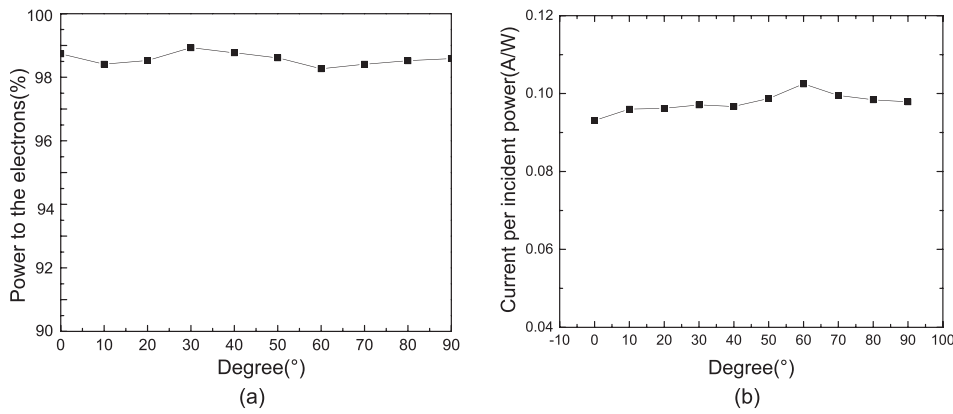 Power to the electrons(%)
100
98
96
94
92
90
0 10 20 30 40 50 60 70 80 90
Degree(°)
(a)
Current per incident power(A/W)
0.12
0.10
0.08
0.06
0.04
-10 0 10 20 30 40 50 60 70 80 90 100
Degree(°)
(b)